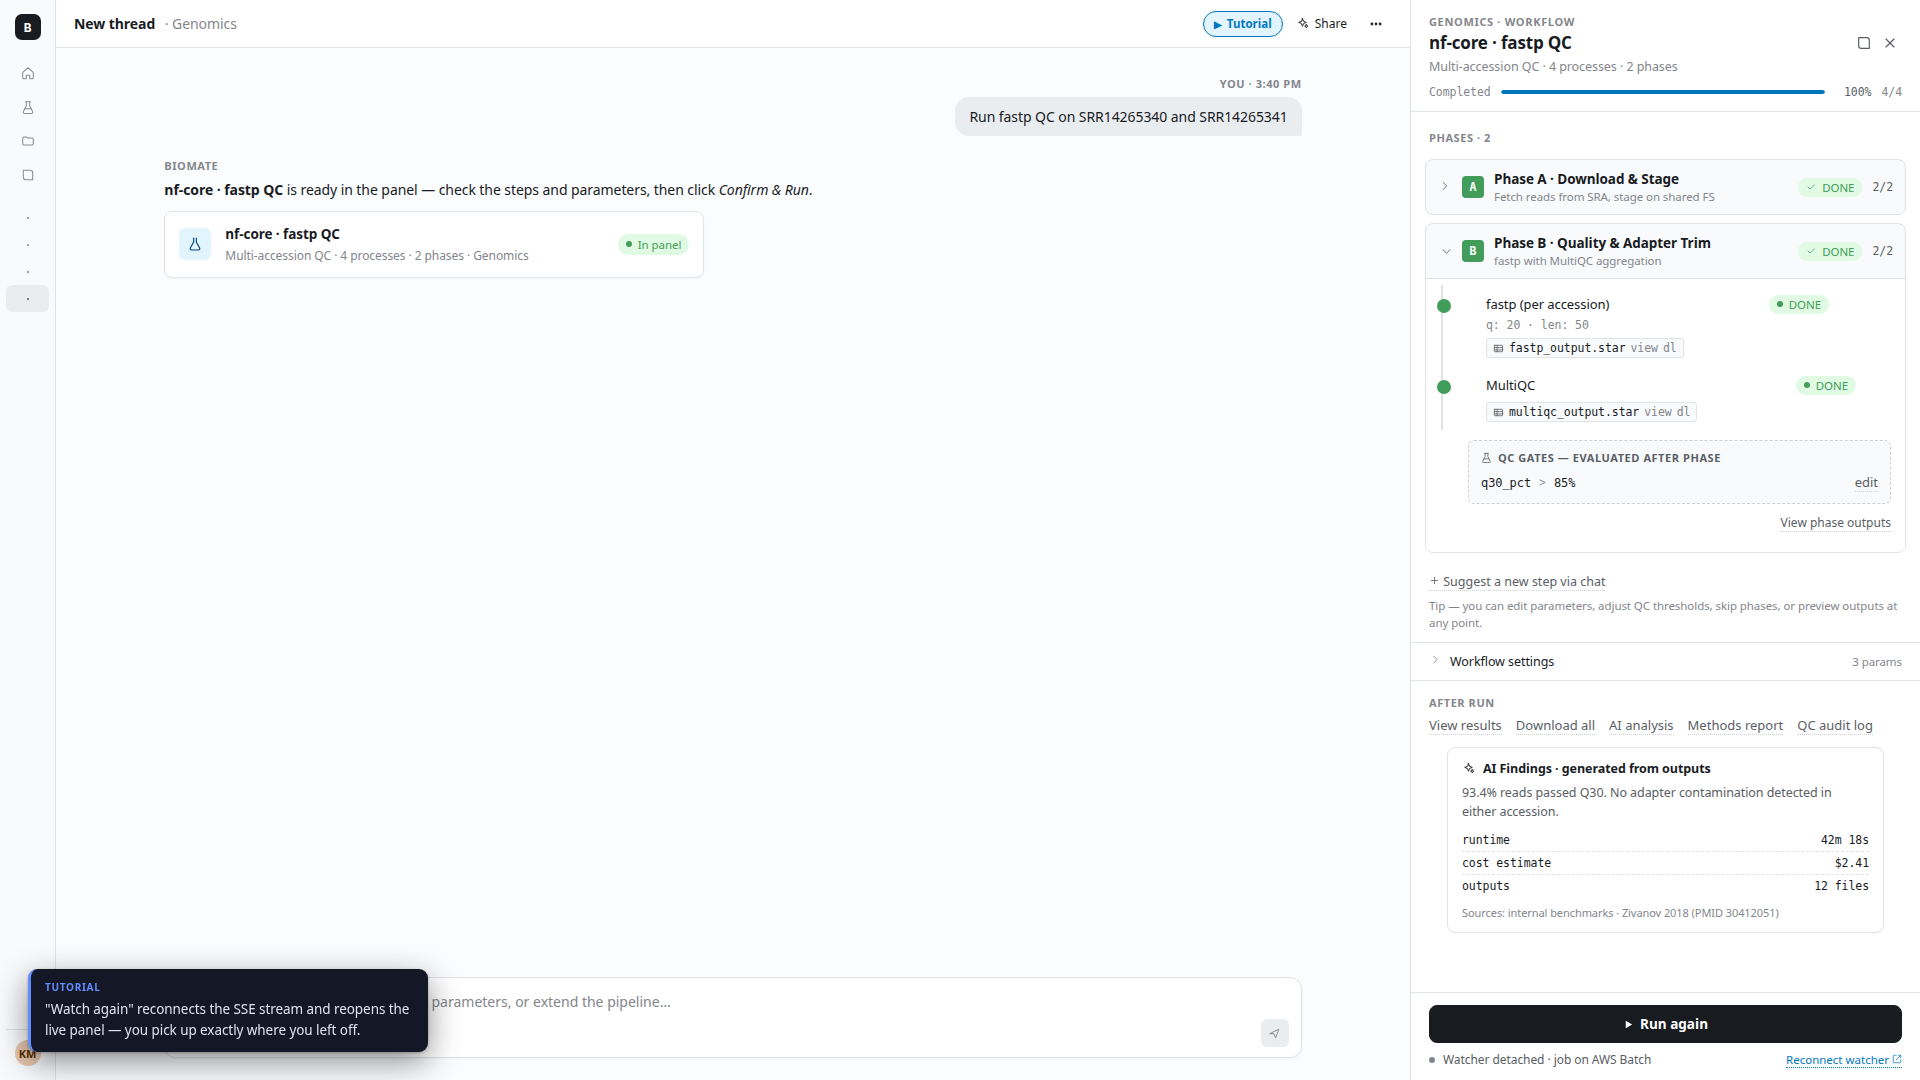 B
New thread · Genomics
▶ Tutorial
Share
YOU · 3:40 PM
Run fastp QC on SRR14265340 and SRR14265341
BIOMATE
nf-core · fastp QC is ready in the panel — check the steps and parameters, then click Confirm & Run.
nf-core · fastp QC
Multi-accession QC · 4 processes · 2 phases · Genomics
In panel
parameters, or extend the pipeline...
TUTORIAL
"Watch again" reconnects the SSE stream and reopens the
live panel — you pick up exactly where you left off.
KM
GENOMICS · WORKFLOW
nf-core · fastp QC
Multi-accession QC · 4 processes · 2 phases
Completed 100% 4/4
PHASES · 2
A
Phase A · Download & Stage
Fetch reads from SRA, stage on shared FS
DONE 2/2
B
Phase B · Quality & Adapter Trim
fastp with MultiQC aggregation
DONE 2/2
fastp (per accession) DONE
q: 20 · len: 50
fastp_output.star view dl
MultiQC DONE
multiqc_output.star view dl
QC GATES — EVALUATED AFTER PHASE
q30_pct > 85% edit
View phase outputs
+ Suggest a new step via chat
Tip — you can edit parameters, adjust QC thresholds, skip phases, or preview outputs at
any point.
Workflow settings 3 params
AFTER RUN
View results Download all AI analysis Methods report QC audit log
AI Findings · generated from outputs
93.4% reads passed Q30. No adapter contamination detected in
either accession.
runtime 42m 18s
cost estimate $2.41
outputs 12 files
Sources: internal benchmarks · Zivanov 2018 (PMID 30412051)
Run again
Watcher detached · job on AWS Batch
Reconnect watcher